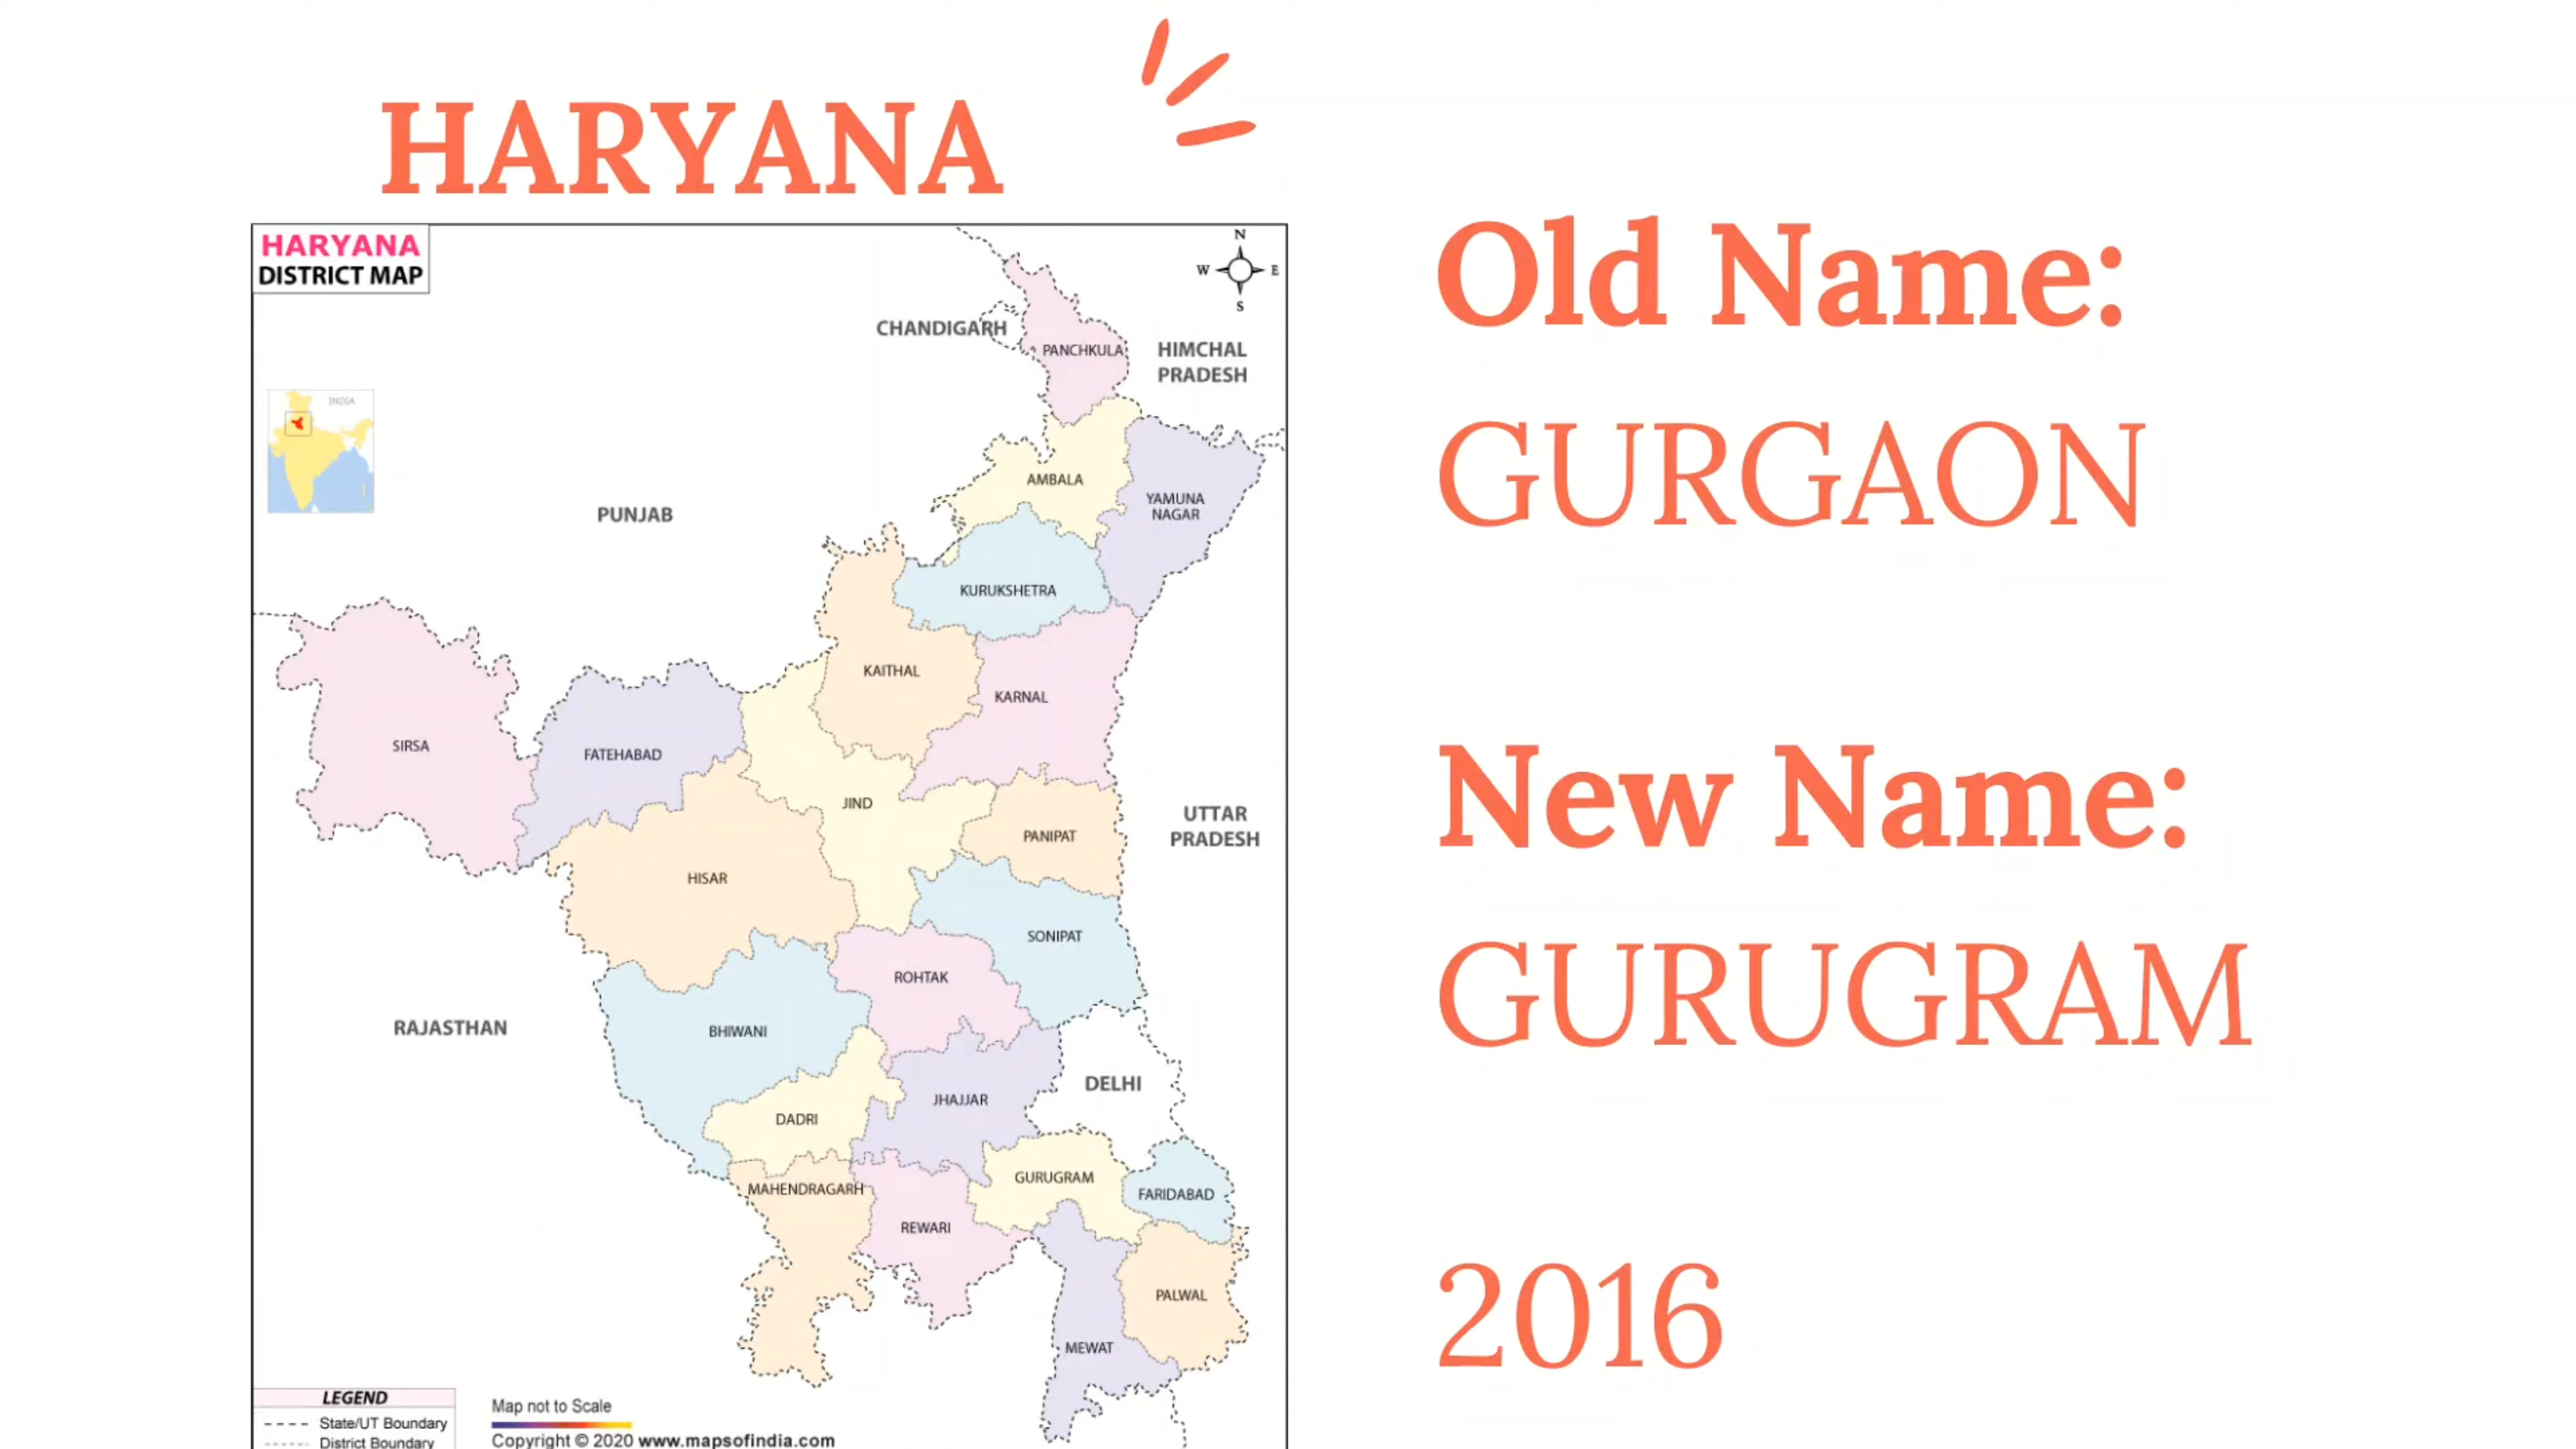 HARYANA
HARYANA
DISTRICT MAP
N
W
E
S
INDIA
CHANDIGARH
PANCHKULA
HIMCHAL
PRADESH
AMBALA
YAMUNA
NAGAR
PUNJAB
KURUKSHETRA
KAITHAL
KARNAL
SIRSA
FATEHABAD
JIND
UTTAR
PRADESH
PANIPAT
HISAR
SONIPAT
ROHTAK
RAJASTHAN
BHIWANI
DELHI
JHAJJAR
DADRI
GURUGRAM
MAHENDRAGARH
FARIDABAD
REWARI
PALWAL
MEWAT
LEGEND
State/UT Boundary
District Boundary
Map not to Scale
Copyright © 2020 www.mapsofindia.com
Old Name:
GURGAON
New Name:
GURUGRAM
2016